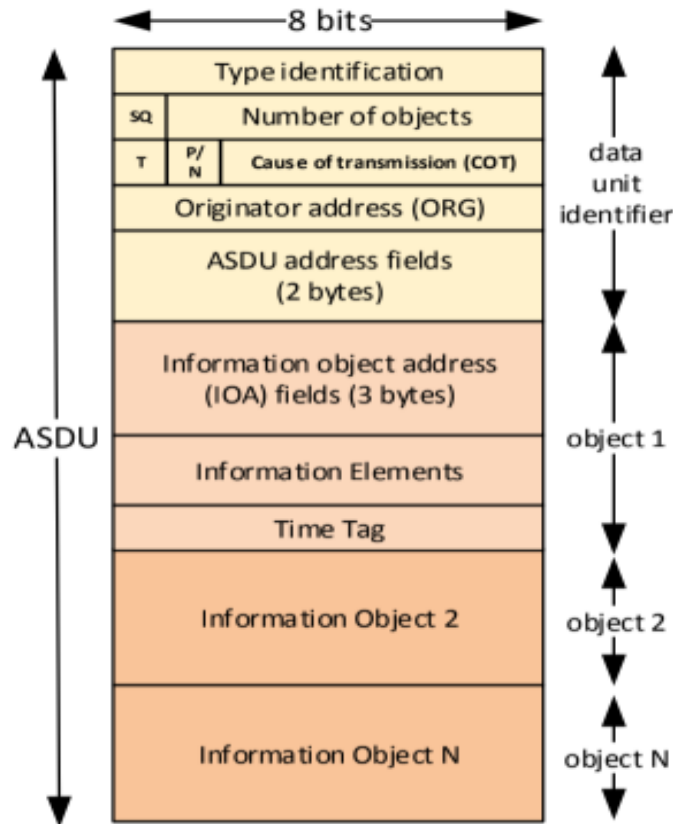 8 bits
Type identification
SQ
Number of objects
T
P/
N
Cause of transmission (COT)
Originator address (ORG)
ASDU address fields
(2 bytes)
data
unit
identifier
Information object address
(IOA) fields (3 bytes)
Information Elements
Time Tag
object 1
ASDU
Information Object 2
object 2
Information Object N
object N